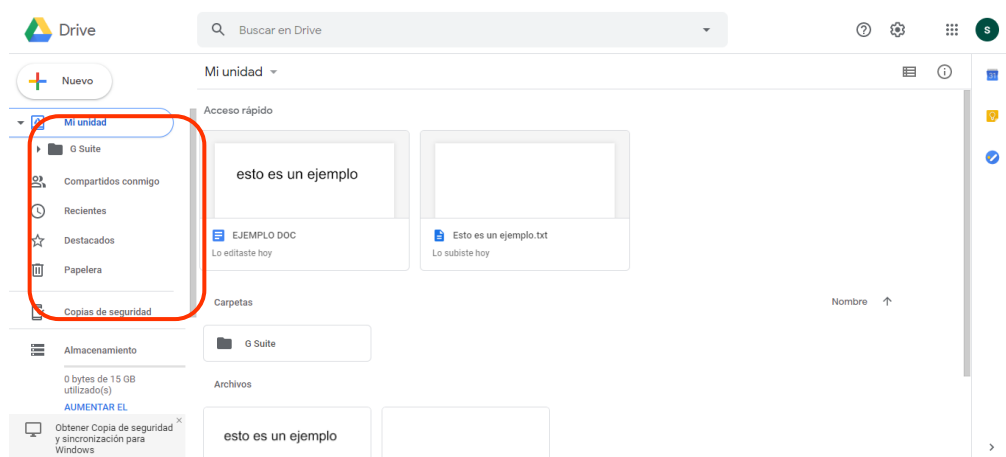 Drive
Buscar en Drive
S
Nuevo
Mi unidad
G Suite
Compartidos conmigo
Recientes
Destacados
Papelera
Copias de seguridad
Almacenamiento
0 bytes de 15 GB
utilizado(s)
AUMENTAR EL
Obtener Copia de seguridad
y sincronización para
Windows
Mi unidad
Acceso rápido
esto es un ejemplo
EJEMPLO DOC
Lo editaste hoy
Esto es un ejemplo.txt
Lo subiste hoy
Carpetas
Nombre
G Suite
Archivos
esto es un ejemplo
31